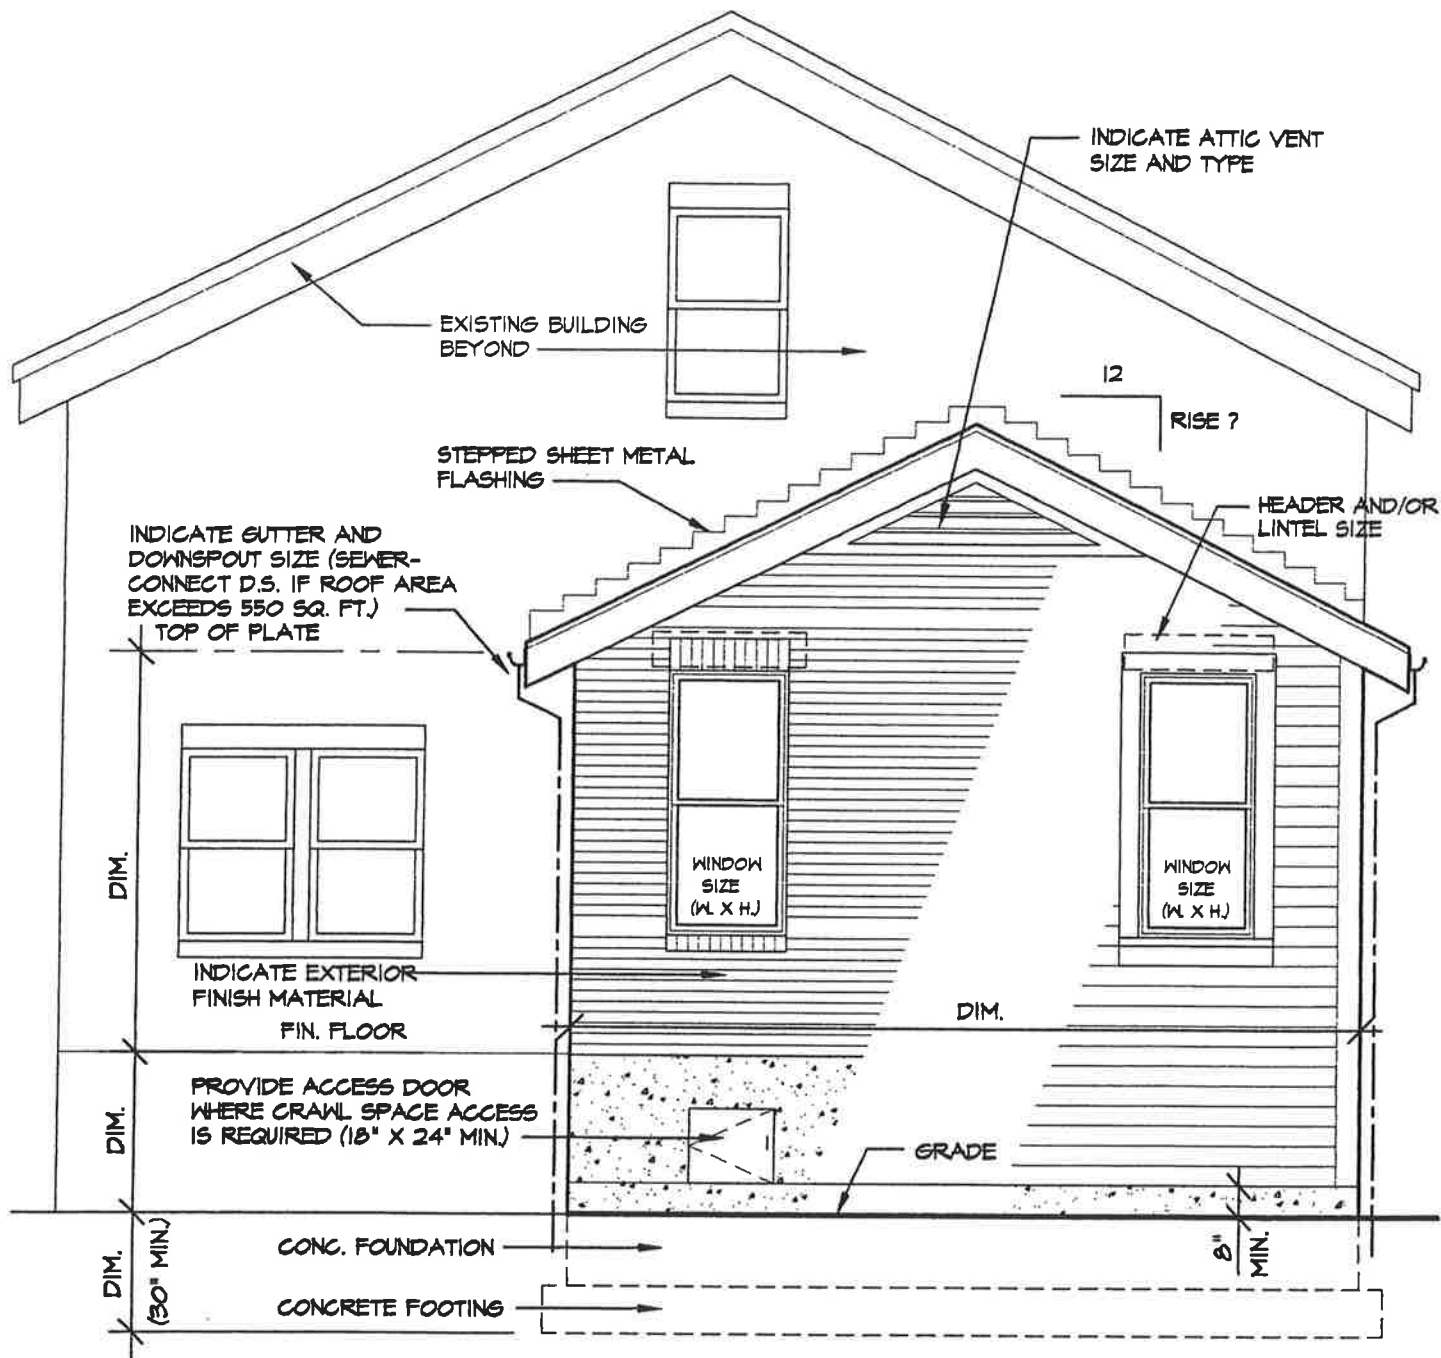 INDICATE ATTIC VENT
SIZE AND TYPE
EXISTING BUILDING
BEYOND
12
RISE ?
STEPPED SHEET METAL
FLASHING
HEADER AND/OR
LINTEL SIZE
INDICATE GUTTER AND
DOWNSPOUT SIZE (SEWER-
CONNECT D.S. IF ROOF AREA
EXCEEDS 550 SQ. FT.)
TOP OF PLATE
DIM.
WINDOW
SIZE
(W. X H.)
WINDOW
SIZE
(W. X H.)
INDICATE EXTERIOR
FINISH MATERIAL
FIN. FLOOR
DIM.
PROVIDE ACCESS DOOR
WHERE CRAWL SPACE ACCESS
IS REQUIRED (18" X 24" MIN.)
DIM.
GRADE
CONC. FOUNDATION
8"
MIN.
DIM.
(30" MIN.)
CONCRETE FOOTING